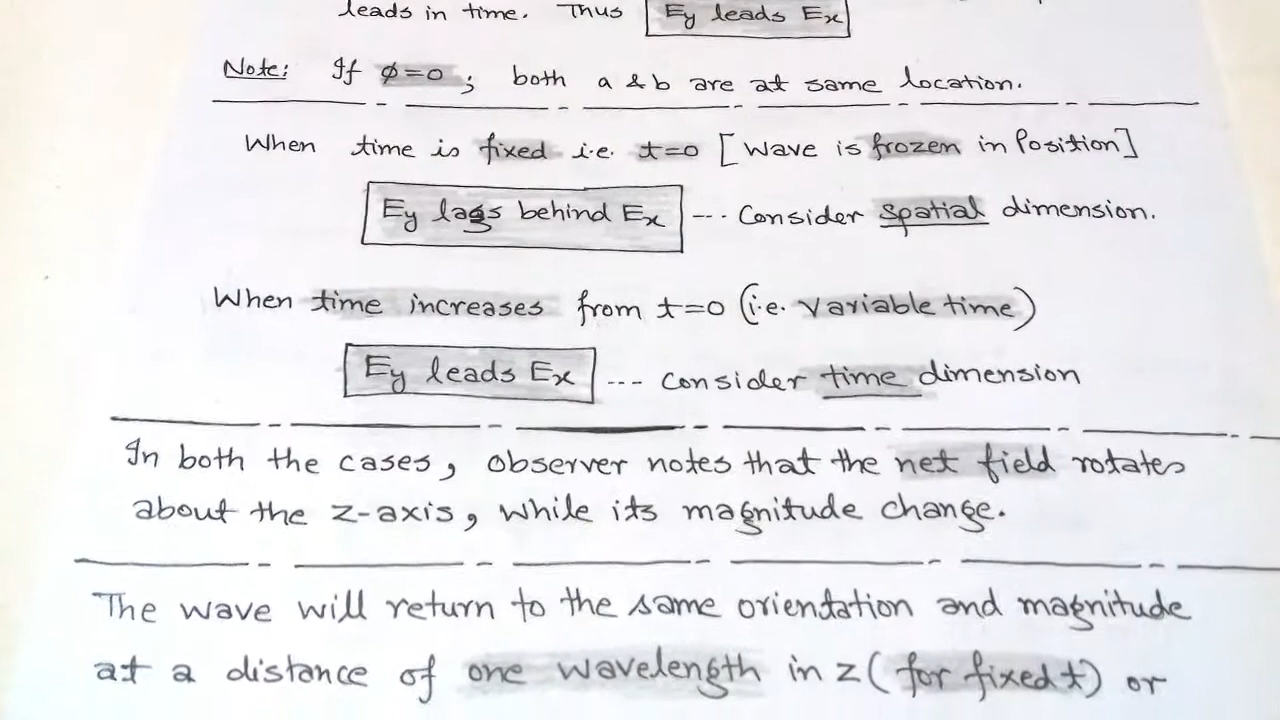 leads in time. Thus Ey leads Ex
Note: If φ=0 ; both a & b are at same location.
When time is fixed i.e. t=0 [Wave is frozen in Position]
Ey lags behind Ex --- Consider spatial dimension.
When time increases from t=0 (i.e. Variable time)
Ey leads Ex --- consider time dimension
In both the cases, observer notes that the net field rotates
about the z-axis, while its magnitude change.
The wave will return to the same orientation and magnitude
at a distance of one wavelength in z (for fixed t) or